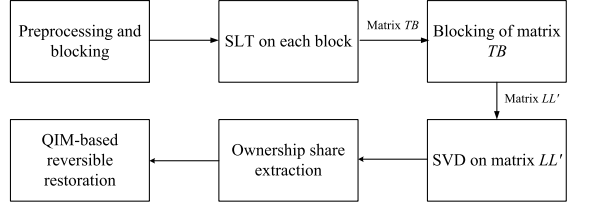 Preprocessing and
blocking
SLT on each block
Matrix TB
Blocking of matrix
TB
Matrix LL'
SVD on matrix LL'
Ownership share
extraction
QIM-based
reversible
restoration